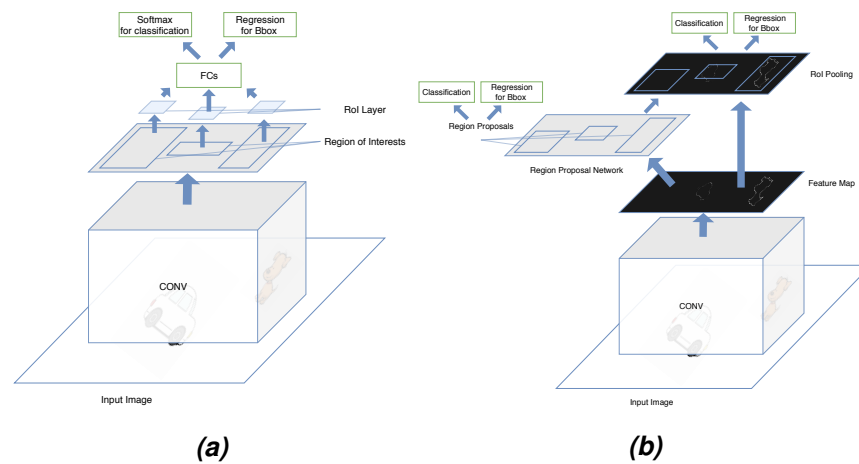 Softmax
for classification
Regression
for Bbox
FCs
RoI Layer
Region of Interests
CONV
Input Image
(a)
Classification
Regression
for Bbox
RoI Pooling
Classification
Regression
for Bbox
Region Proposals
Region Proposal Network
Feature Map
CONV
Input Image
(b)